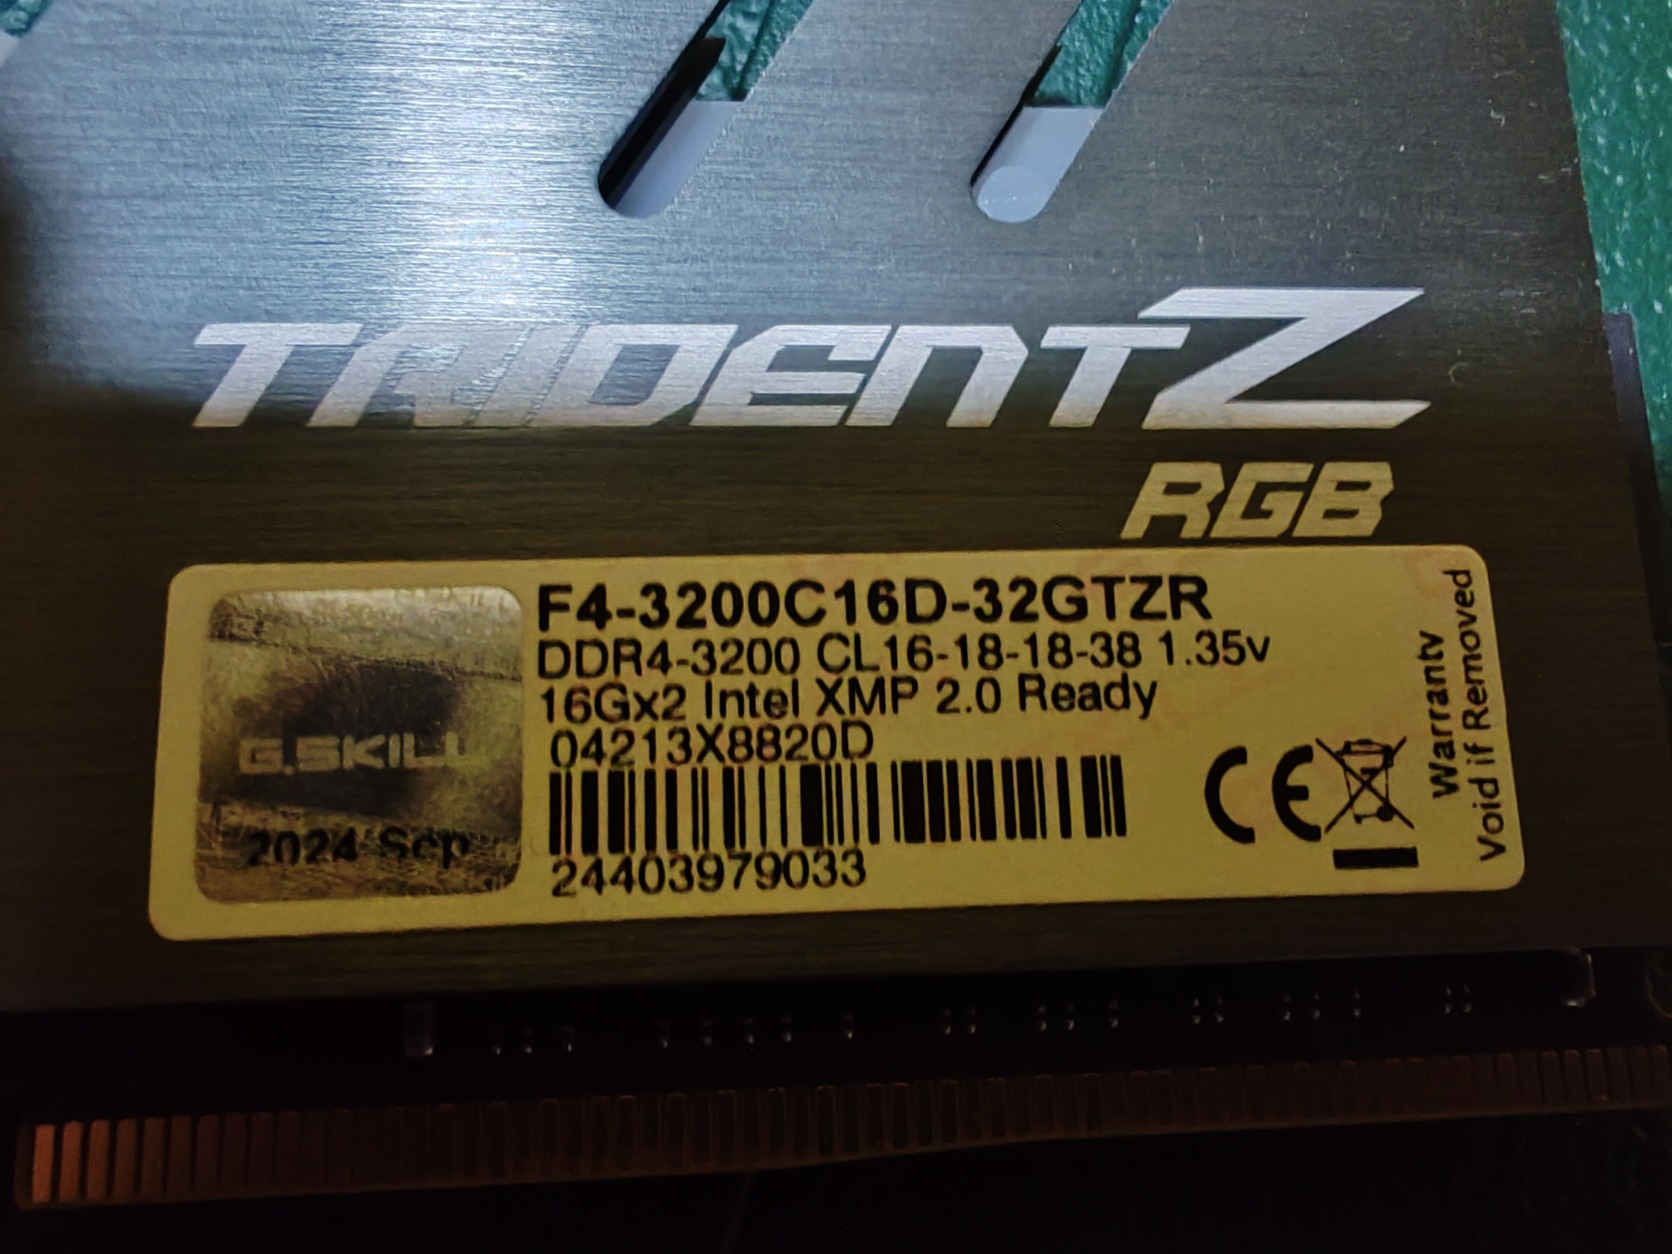 TRIDENTZ
RGB
F4-3200C16D-32GTZR
DDR4-3200 CL16-18-18-38 1.35v
16Gx2 Intel XMP 2.0 Ready
04213X8820D
24403979033
G.SKILL
2024 Sep
CE
Warranty
Void if Removed